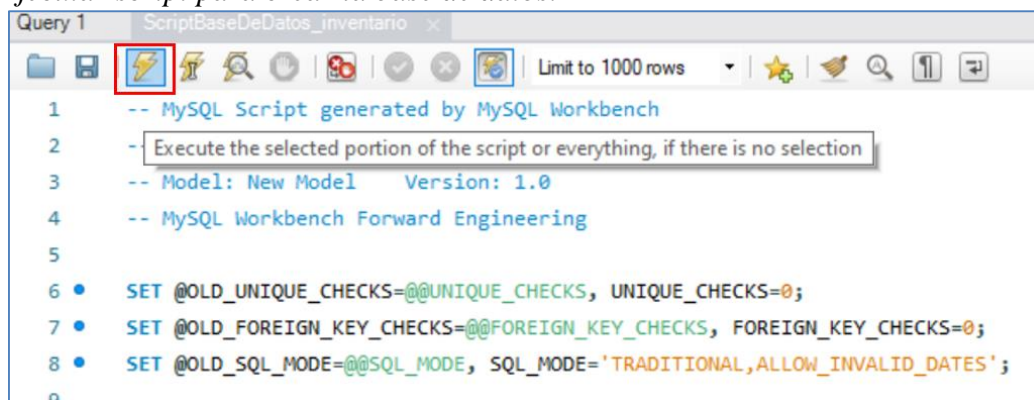 Query 1 ScriptBaseDeDatos_inventario ×
Limit to 1000 rows
1 -- MySQL Script generated by MySQL Workbench
2 --
Execute the selected portion of the script or everything, if there is no selection
3 -- Model: New Model    Version: 1.0
4 -- MySQL Workbench Forward Engineering
5
6 SET @OLD_UNIQUE_CHECKS=@@UNIQUE_CHECKS, UNIQUE_CHECKS=0;
7 SET @OLD_FOREIGN_KEY_CHECKS=@@FOREIGN_KEY_CHECKS, FOREIGN_KEY_CHECKS=0;
8 SET @OLD_SQL_MODE=@@SQL_MODE, SQL_MODE='TRADITIONAL,ALLOW_INVALID_DATES';